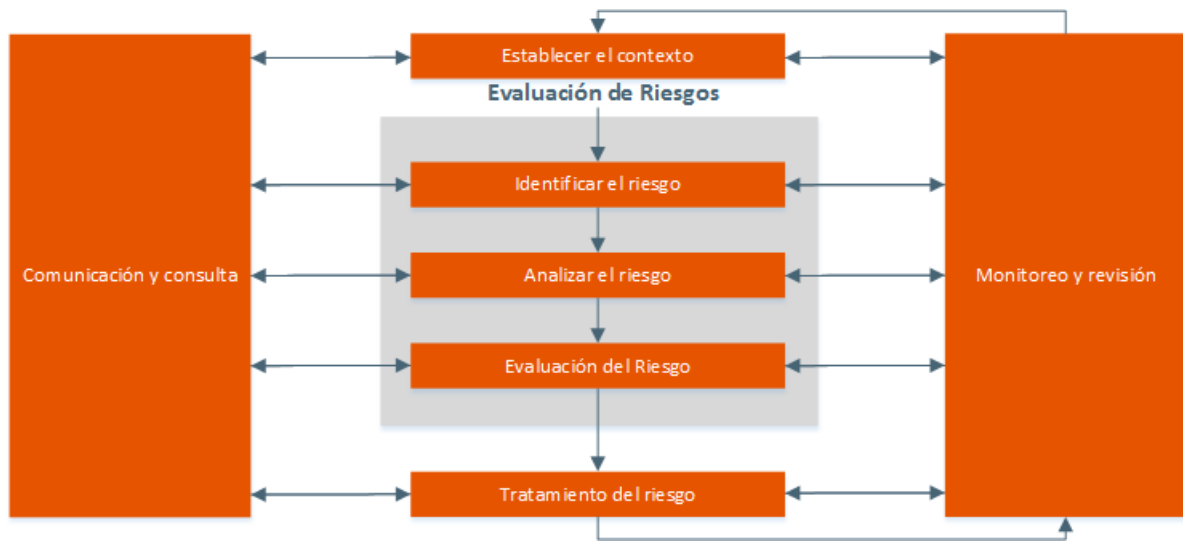 Establecer el contexto
Evaluación de Riesgos
Identificar el riesgo
Comunicación y consulta
Analizar el riesgo
Monitoreo y revisión
Evaluación del Riesgo
Tratamiento del riesgo